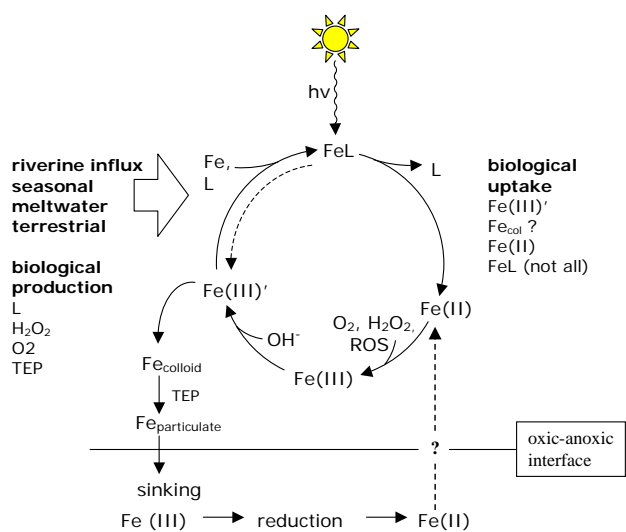 hν
riverine influx
seasonal
meltwater
terrestrial
Fe,
L
FeL
L
biological
uptake
Fe(III)'
Fe_col ?
Fe(II)
FeL (not all)
biological
production
L
H₂O₂
O2
TEP
Fe(III)'
Fe(II)
O₂, H₂O₂,
ROS
OH⁻
Fe(III)
Fe_colloid
TEP
Fe_particulate
?
oxic-anoxic
interface
sinking
Fe (III)
reduction
Fe(II)